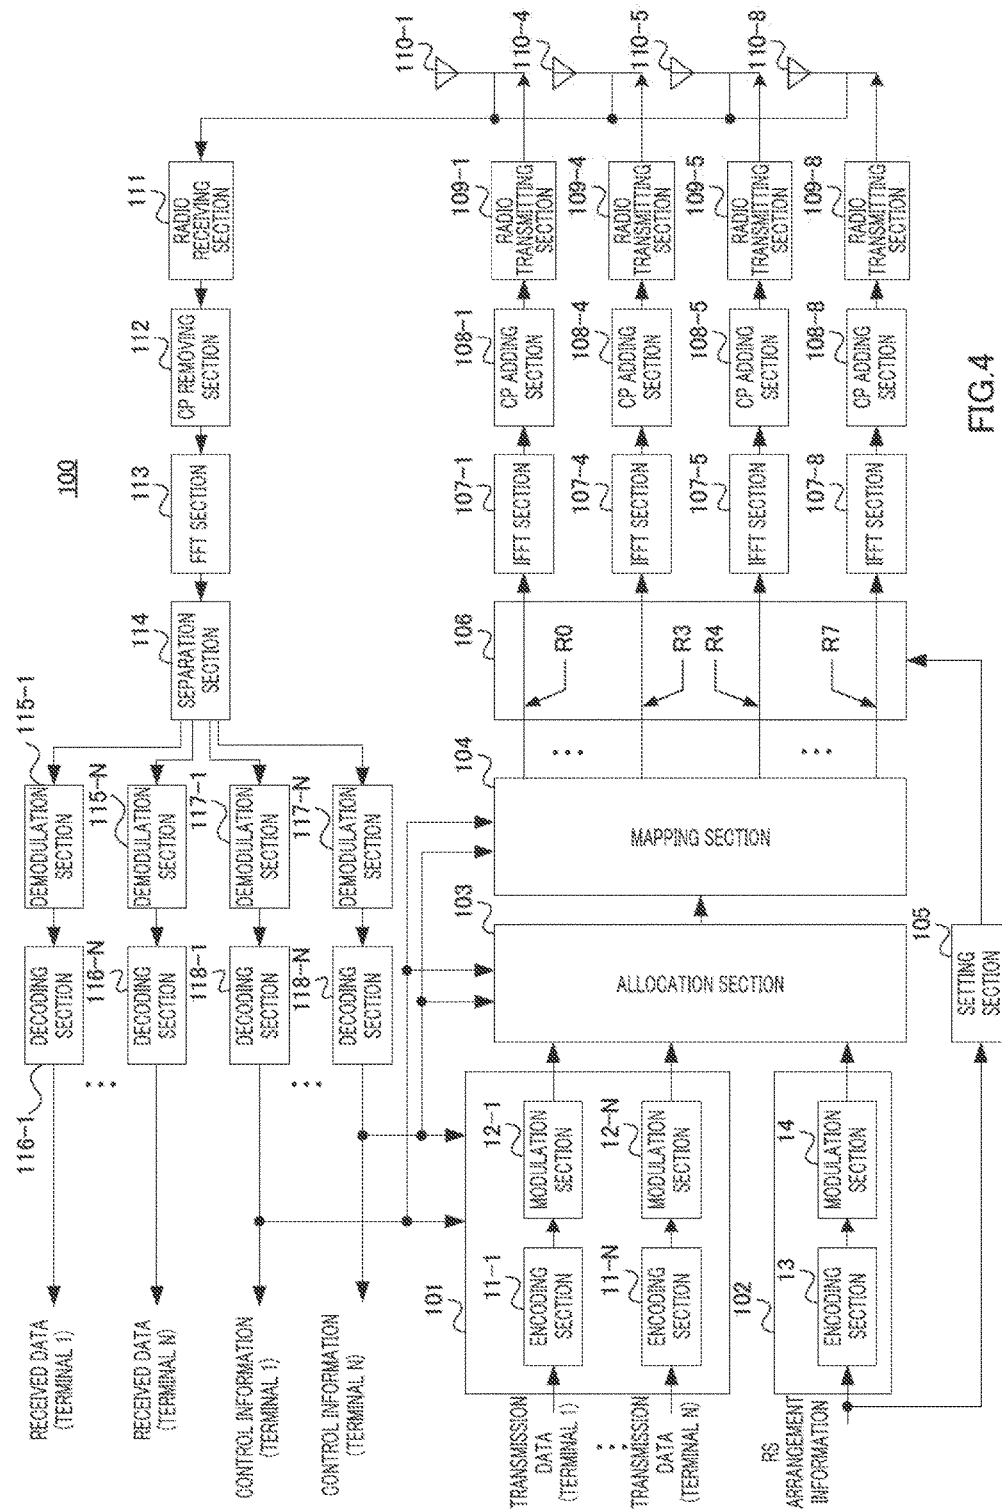 100
RECEIVED DATA
(TERMINAL 1)
116-1
DECODING
SECTION
DEMODULATION
SECTION
115-1
RECEIVED DATA
(TERMINAL N)
116-N
DECODING
SECTION
115-N
DEMODULATION
SECTION
CONTROL INFORMATION
(TERMINAL 1)
118-1
DECODING
SECTION
117-1
DEMODULATION
SECTION
CONTROL INFORMATION
(TERMINAL N)
118-N
DECODING
SECTION
117-N
DEMODULATION
SECTION
114
SEPARATION
SECTION
113
FFT SECTION
112
CP REMOVING
SECTION
111
RADIO
RECEIVING
SECTION
101
TRANSMISSION
DATA
(TERMINAL 1)
11-1
ENCODING
SECTION
12-1
MODULATION
SECTION
TRANSMISSION
DATA
(TERMINAL N)
11-N
ENCODING
SECTION
12-N
MODULATION
SECTION
102
RS
ARRANGEMENT
INFORMATION
13
ENCODING
SECTION
14
MODULATION
SECTION
103
ALLOCATION SECTION
104
MAPPING SECTION
105
SETTING
SECTION
106
R0
R3
R4
R7
107-1
IFFT SECTION
108-1
CP ADDING
SECTION
109-1
RADIO
TRANSMITTING
SECTION
110-1
107-4
IFFT SECTION
108-4
CP ADDING
SECTION
109-4
RADIO
TRANSMITTING
SECTION
110-4
107-5
IFFT SECTION
108-5
CP ADDING
SECTION
109-5
RADIO
TRANSMITTING
SECTION
110-5
107-8
IFFT SECTION
108-8
CP ADDING
SECTION
109-8
RADIO
TRANSMITTING
SECTION
110-8
FIG.4